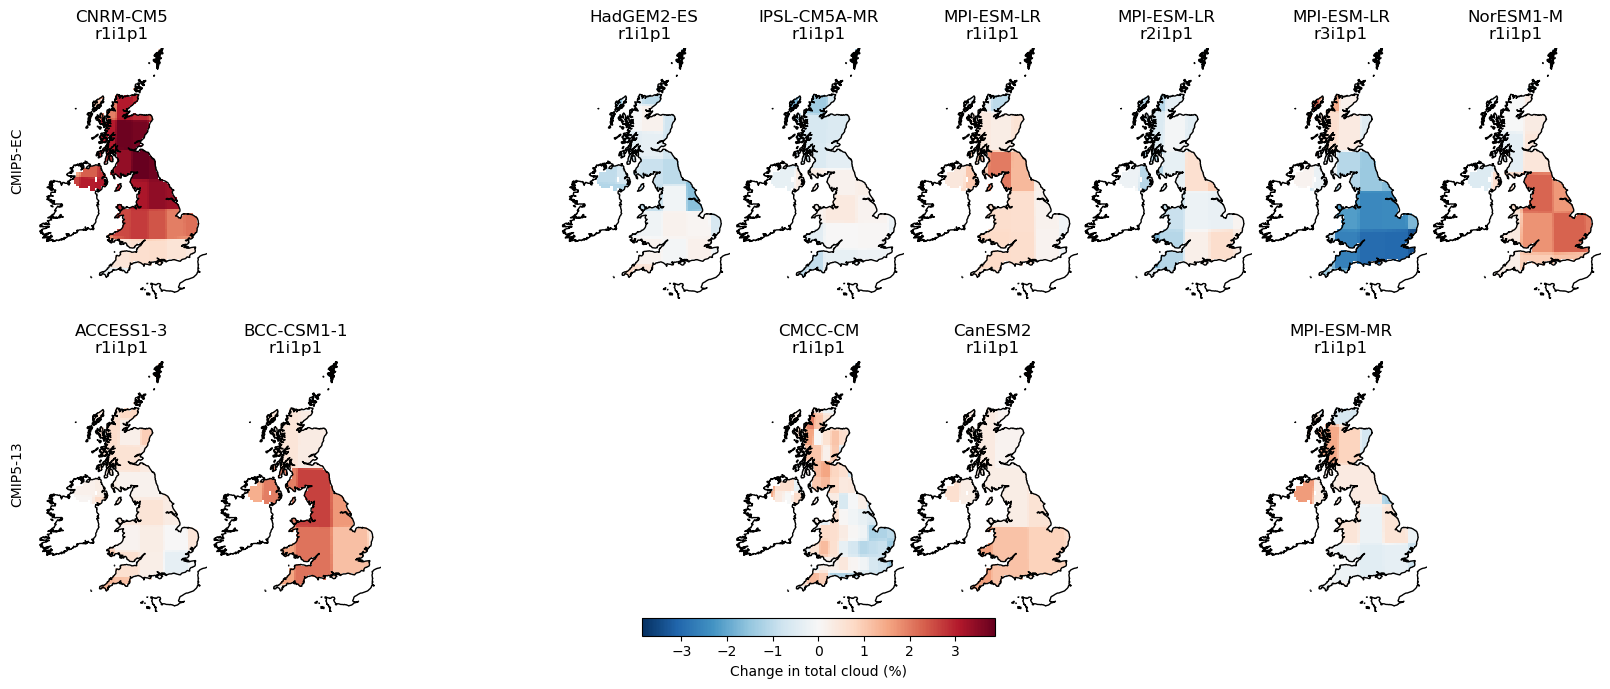 CNRM-CM5
r1i1p1
HadGEM2-ES
r1i1p1
IPSL-CM5A-MR
r1i1p1
MPI-ESM-LR
r1i1p1
MPI-ESM-LR
r2i1p1
MPI-ESM-LR
r3i1p1
NorESM1-M
r1i1p1
CMIP5-EC
ACCESS1-3
r1i1p1
BCC-CSM1-1
r1i1p1
CMCC-CM
r1i1p1
CanESM2
r1i1p1
MPI-ESM-MR
r1i1p1
CMIP5-13
−3 −2 −1 0 1 2 3
Change in total cloud (%)